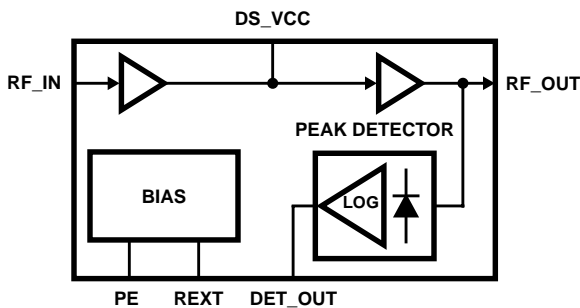 DS_VCC
RF_IN
RF_OUT
PEAK DETECTOR
BIAS
LOG
PE REXT DET_OUT